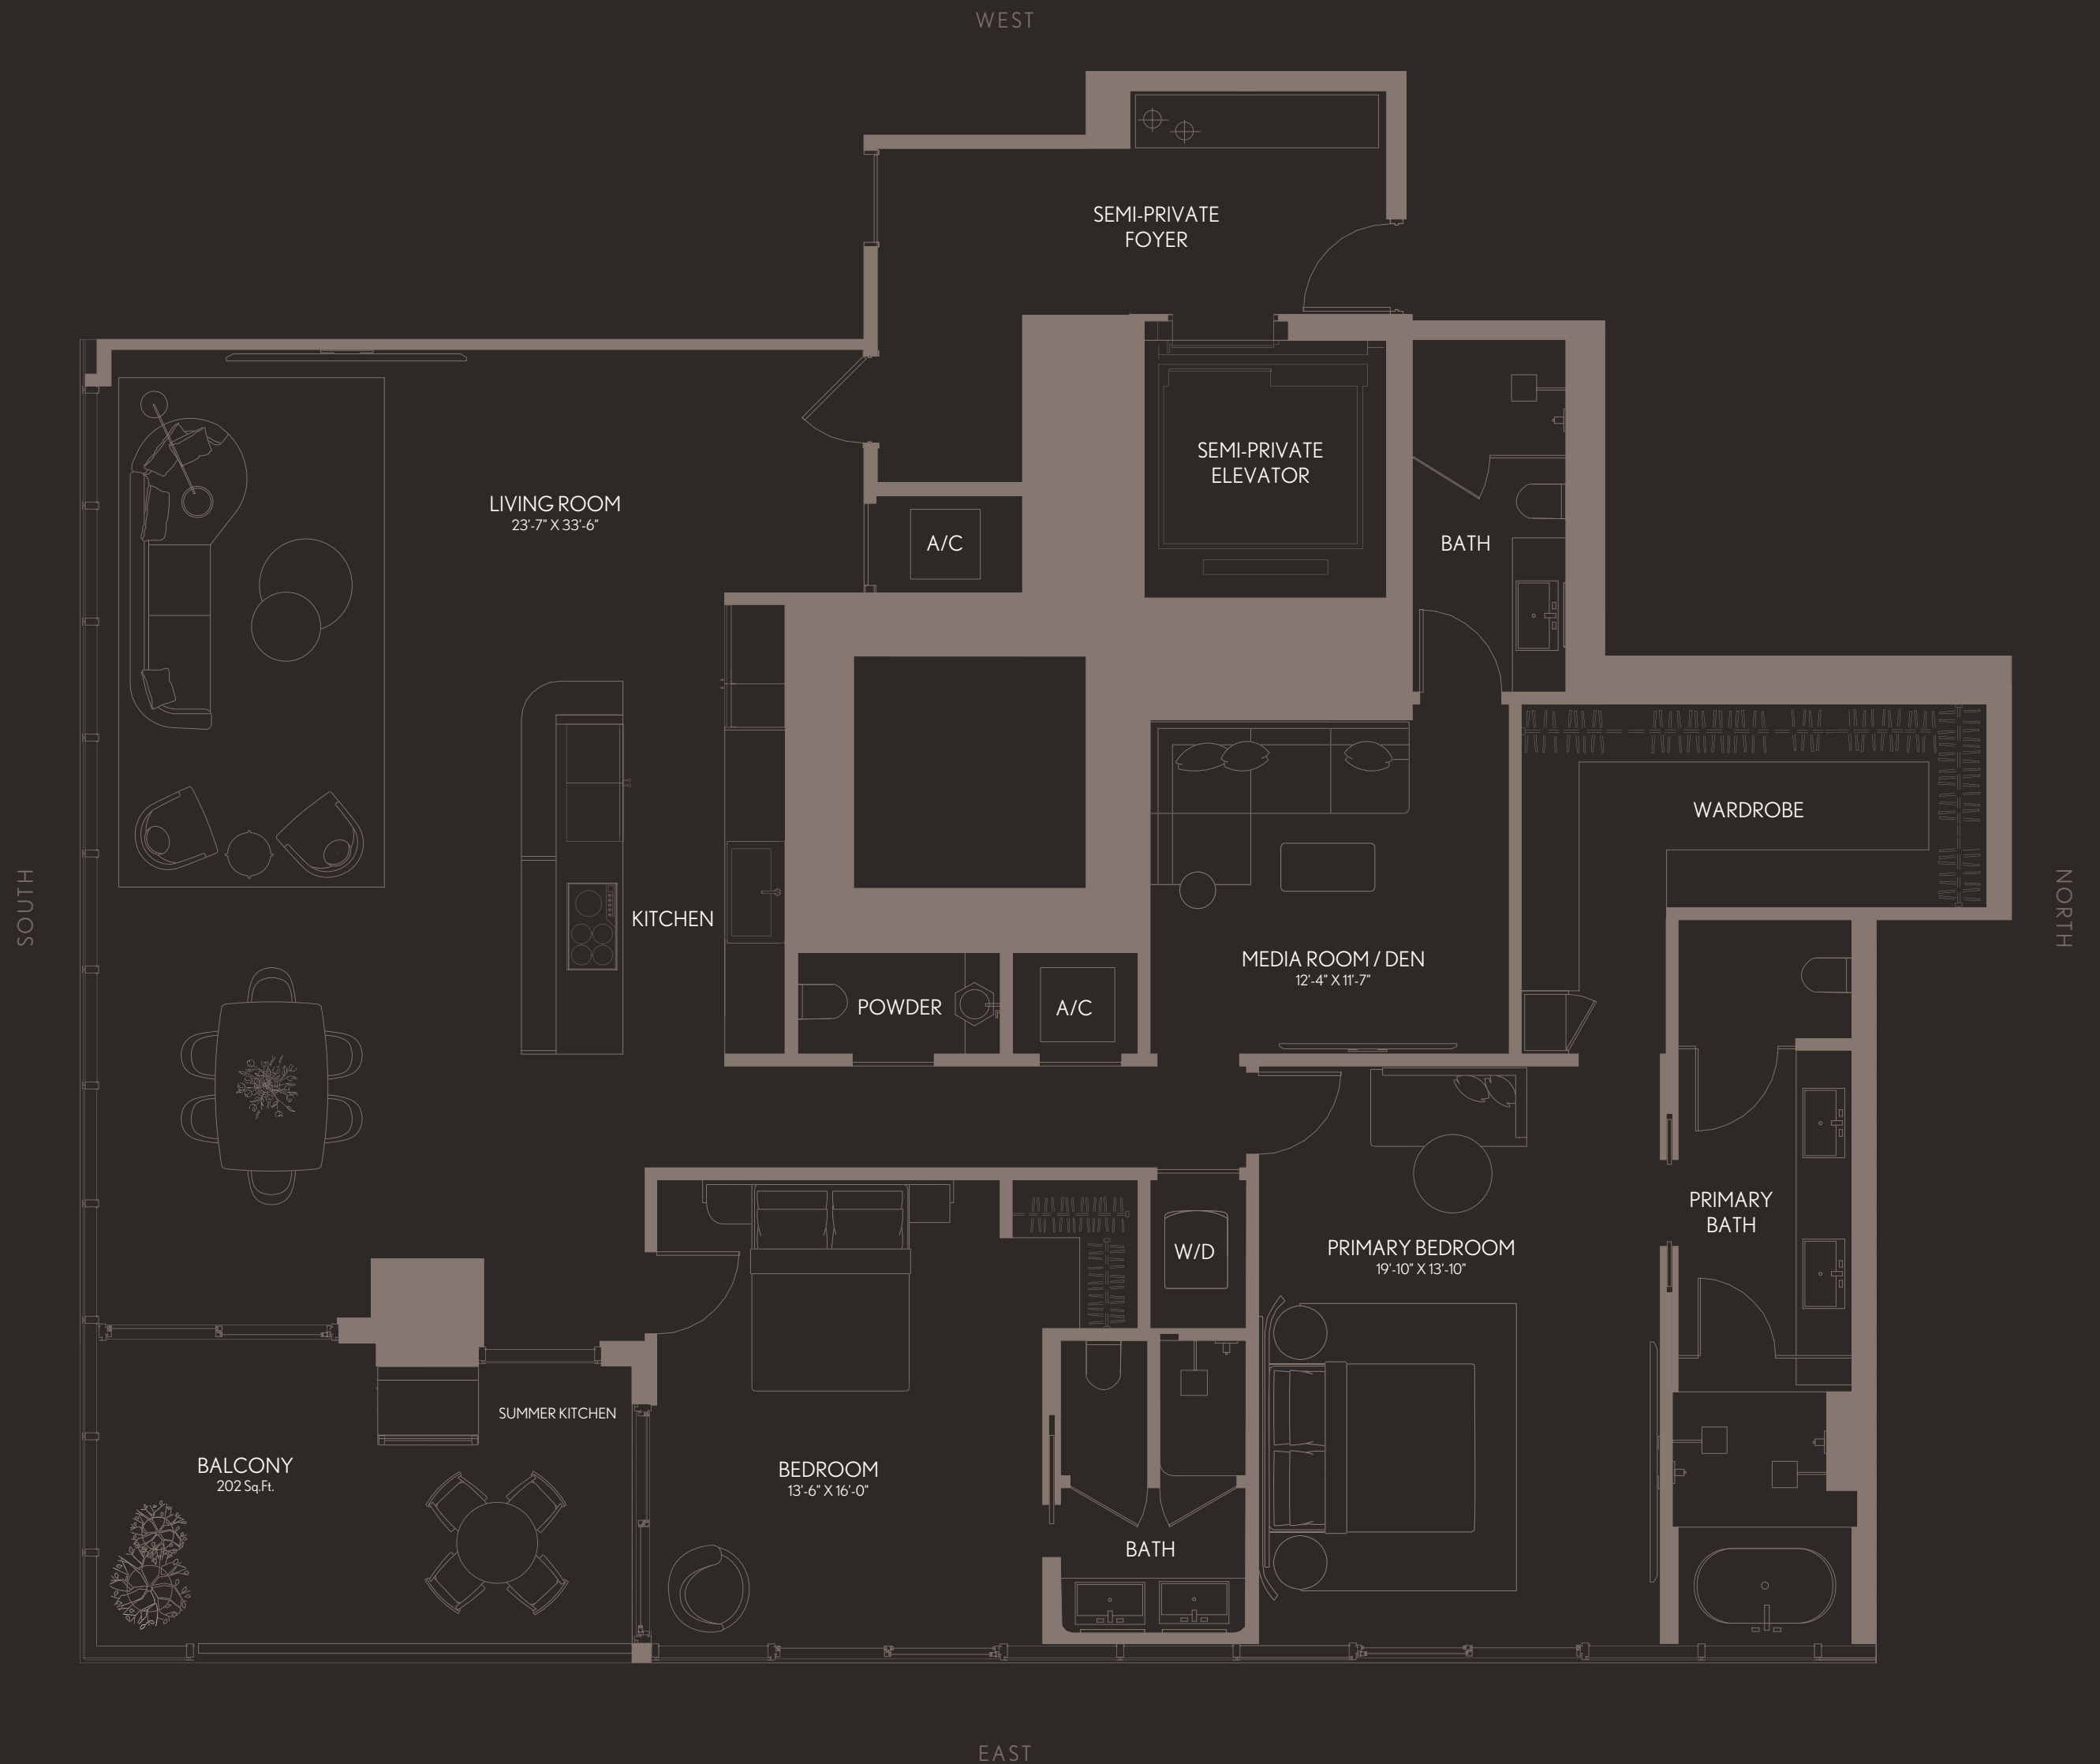 WEST
SEMI-PRIVATE
FOYER
SEMI-PRIVATE
ELEVATOR
LIVING ROOM
23'-7" X 33'-6"
A/C
BATH
WARDROBE
SOUTH
NORTH
KITCHEN
MEDIA ROOM / DEN
12'-4" X 11'-7"
POWDER
A/C
PRIMARY
BATH
W/D
PRIMARY BEDROOM
19'-10" X 13'-10"
SUMMER KITCHEN
BALCONY
202 Sq.Ft.
BEDROOM
13'-6" X 16'-0"
BATH
EAST